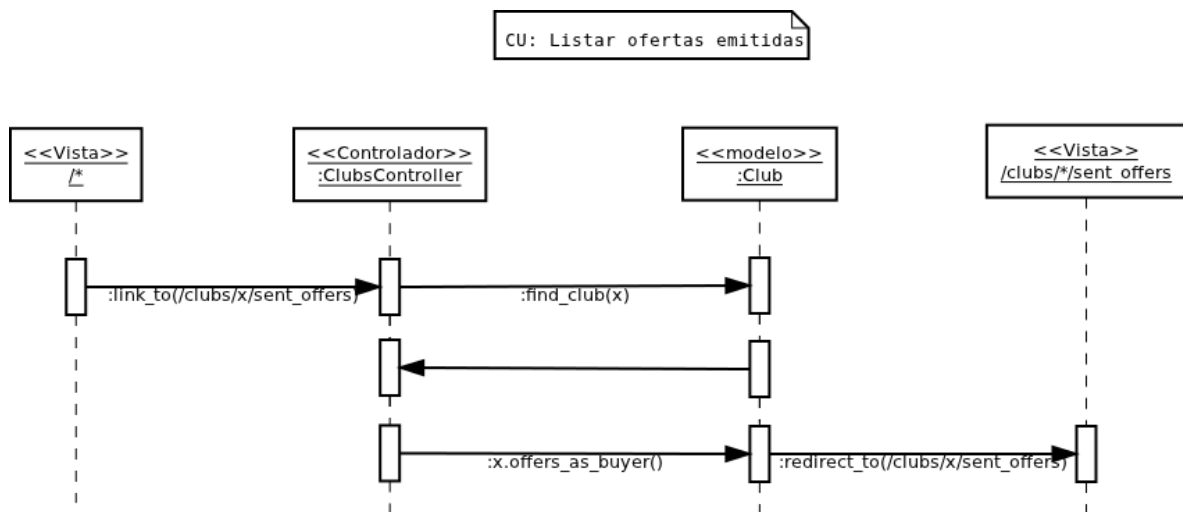 CU: Listar ofertas emitidas
<<Vista>>
/*
<<Controlador>>
:ClubsController
<<modelo>>
:Club
<<Vista>>
/clubs/*/sent_offers
:link_to(/clubs/x/sent_offers)
:find_club(x)
:x.offers_as_buyer()
:redirect_to(/clubs/x/sent_offers)